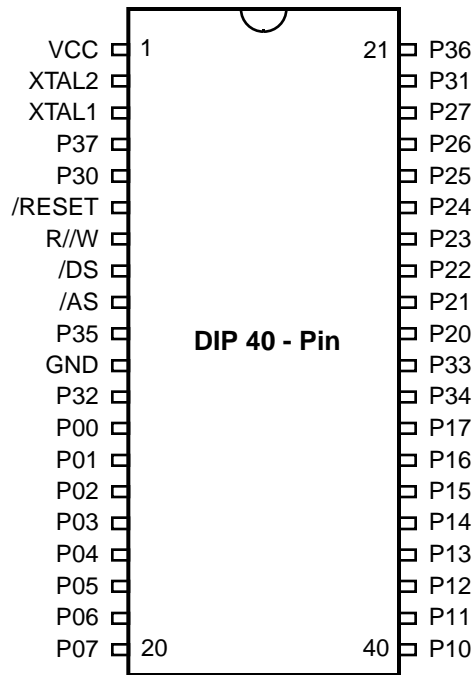 VCC 1 21 P36
XTAL2 P31
XTAL1 P27
P37 P26
P30 P25
/RESET P24
R//W P23
/DS P22
/AS P21
P35 DIP 40 - Pin P20
GND P33
P32 P34
P00 P17
P01 P16
P02 P15
P03 P14
P04 P13
P05 P12
P06 P11
P07 20 40 P10